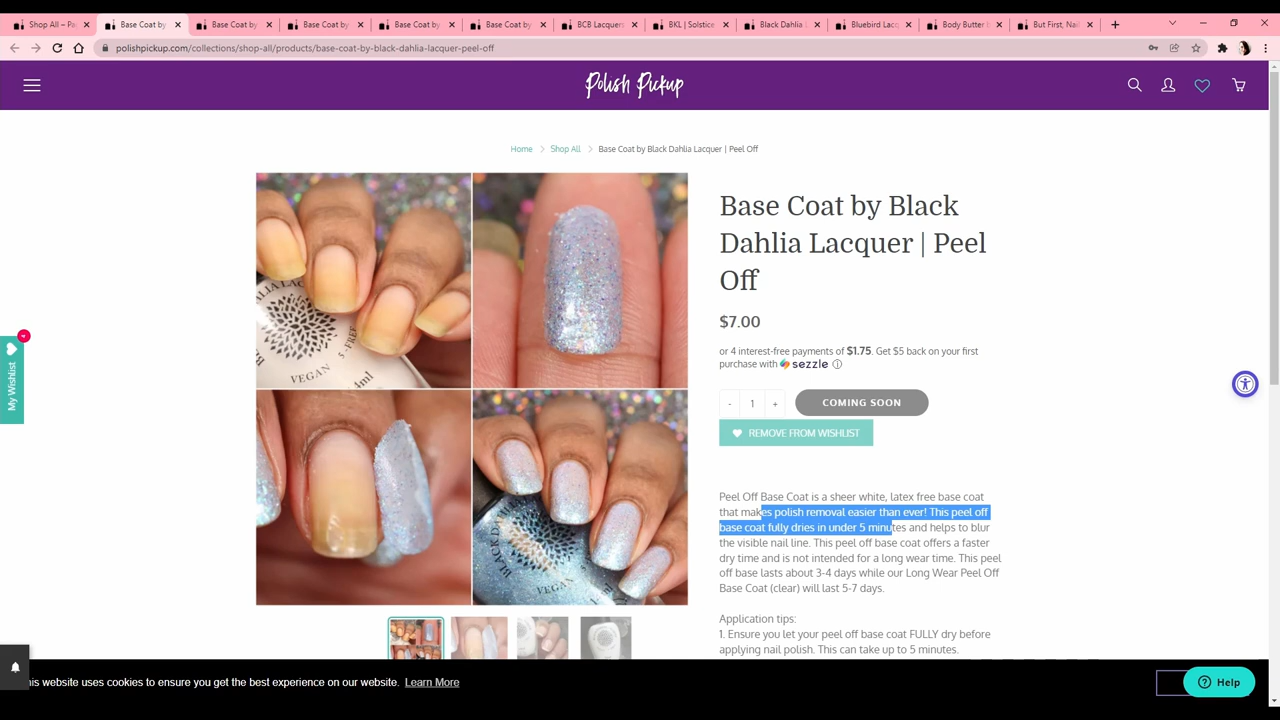 Shop All – Pa
Base Coat by
Base Coat by
Base Coat by
Base Coat by
Base Coat by
BCB Lacquers
BKL | Solstice
Black Dahlia L
Bluebird Lacq
Body Butter b
But First, Nail
polishpickup.com/collections/shop-all/products/base-coat-by-black-dahlia-lacquer-peel-off
Polish Pickup
Home > Shop All > Base Coat by Black Dahlia Lacquer | Peel Off
Base Coat by Black
Dahlia Lacquer | Peel
Off
$7.00
or 4 interest-free payments of $1.75. Get $5 back on your first
purchase with sezzle
- 1 + COMING SOON
REMOVE FROM WISHLIST
Peel Off Base Coat is a sheer white, latex free base coat
that makes polish removal easier than ever! This peel off
base coat fully dries in under 5 minutes and helps to blur
the visible nail line. This peel off base coat offers a faster
dry time and is not intended for a long wear time. This peel
off base lasts about 3-4 days while our Long Wear Peel Off
Base Coat (clear) will last 5-7 days.
Application tips:
1. Ensure you let your peel off base coat FULLY dry before
applying nail polish. This can take up to 5 minutes.
My Wishlist
5-FREE
VEGAN
his website uses cookies to ensure you get the best experience on our website. Learn More
Help